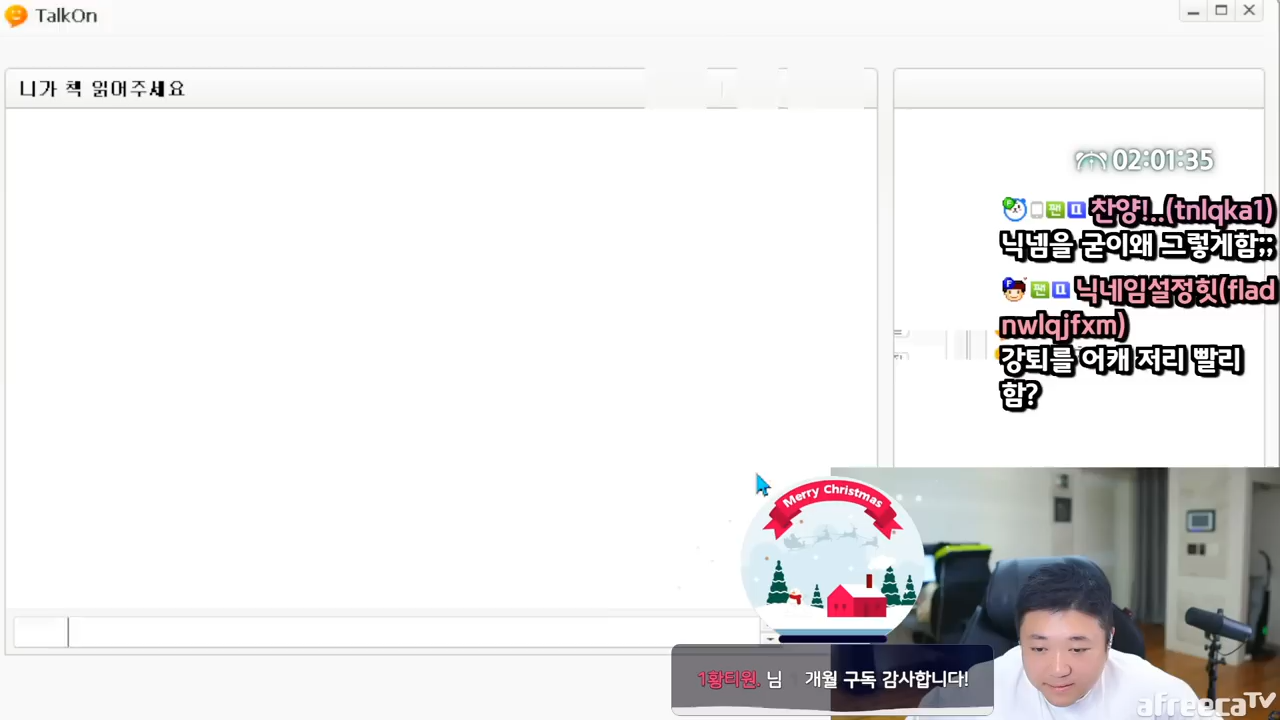 TalkOn
니가 책 읽어주세요
02:01:35
찬양!..(tnlqka1)
닉넴을 굳이왜 그렇게함;;
닉네임설정힛(flad
nwlqjfxm)
강퇴를 어캐 저리 빨리
함?
Merry Christmas
1황티원. 님 개월 구독 감사합니다!
afreecaTV